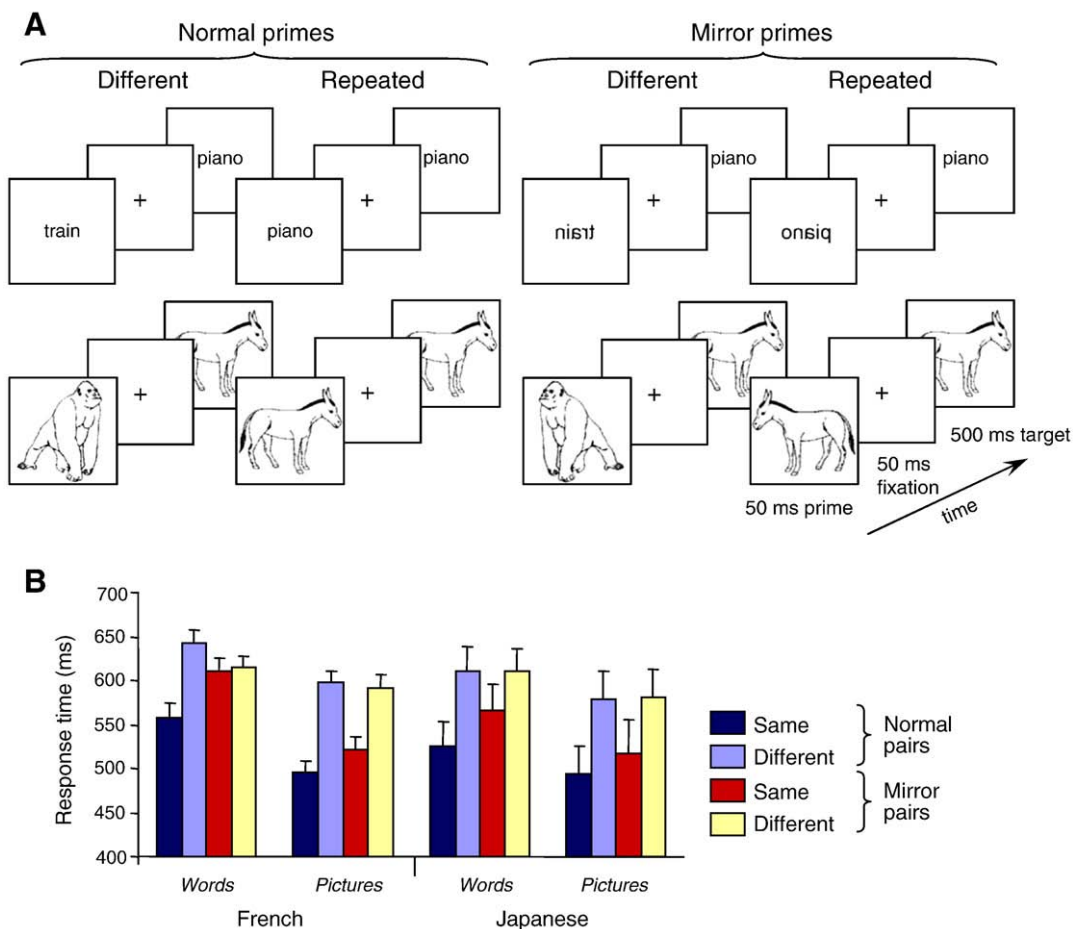 A
Normal primes
Mirror primes
Different
Repeated
Different
Repeated
piano
piano
piano
piano
+
+
+
+
train
piano
train
piano
+
+
+
+
500 ms target
50 ms
fixation
50 ms prime
time
B
Response time (ms)
700
650
600
550
500
450
400
Words
Pictures
Words
Pictures
French
Japanese
Same
Different
Normal
pairs
Same
Different
Mirror
pairs